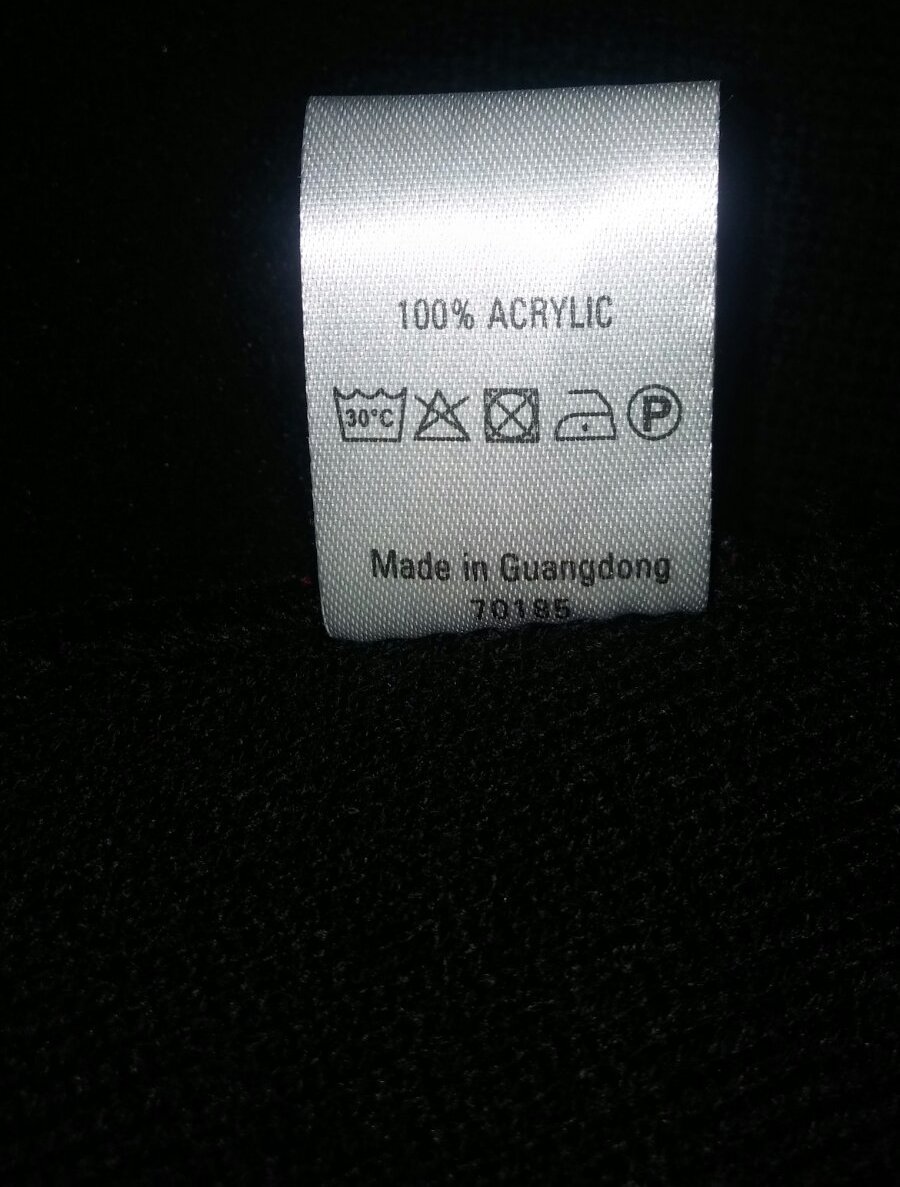 100% ACRYLIC
30°C P
Made in Guangdong
70185